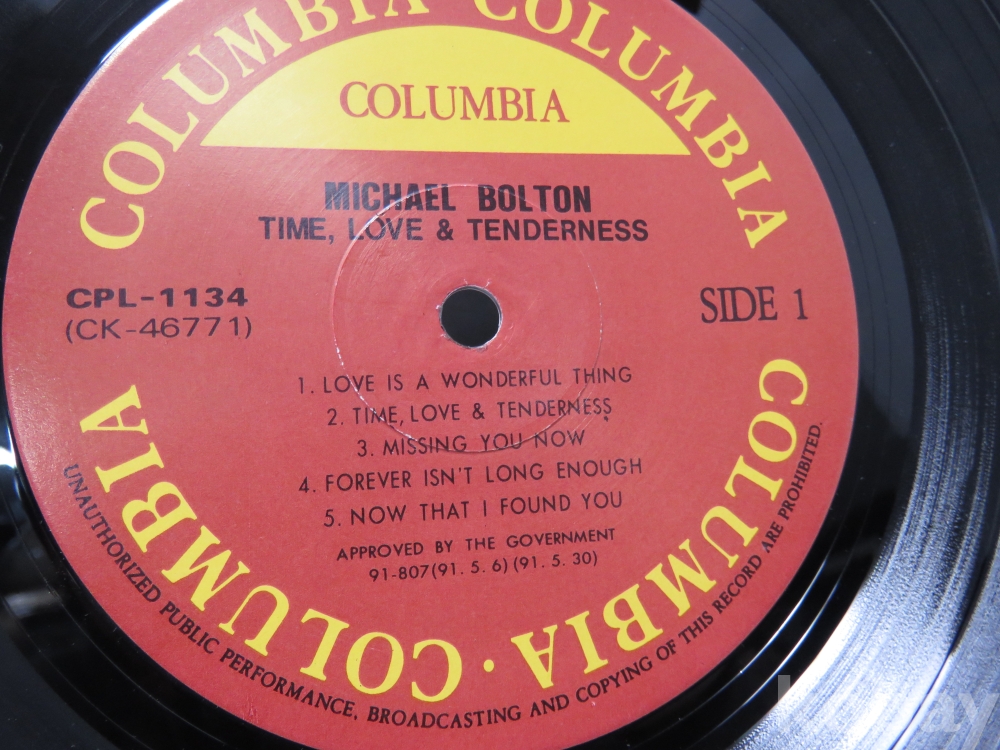 COLUMBIA COLUMBIA COLUMBIA
COLUMBIA
MICHAEL BOLTON
TIME, LOVE & TENDERNESS
CPL-1134
(CK-46771)
SIDE 1
1. LOVE IS A WONDERFUL THING
2. TIME, LOVE & TENDERNESS
3. MISSING YOU NOW
4. FOREVER ISN'T LONG ENOUGH
5. NOW THAT I FOUND YOU
APPROVED BY THE GOVERNMENT
91-807(91. 5. 6)(91. 5. 30)
COLUMBIA · COLUMBIA COLUMBIA
UNAUTHORIZED PUBLIC PERFORMANCE, BROADCASTING AND COPYING OF THIS RECORD ARE PROHIBITED.